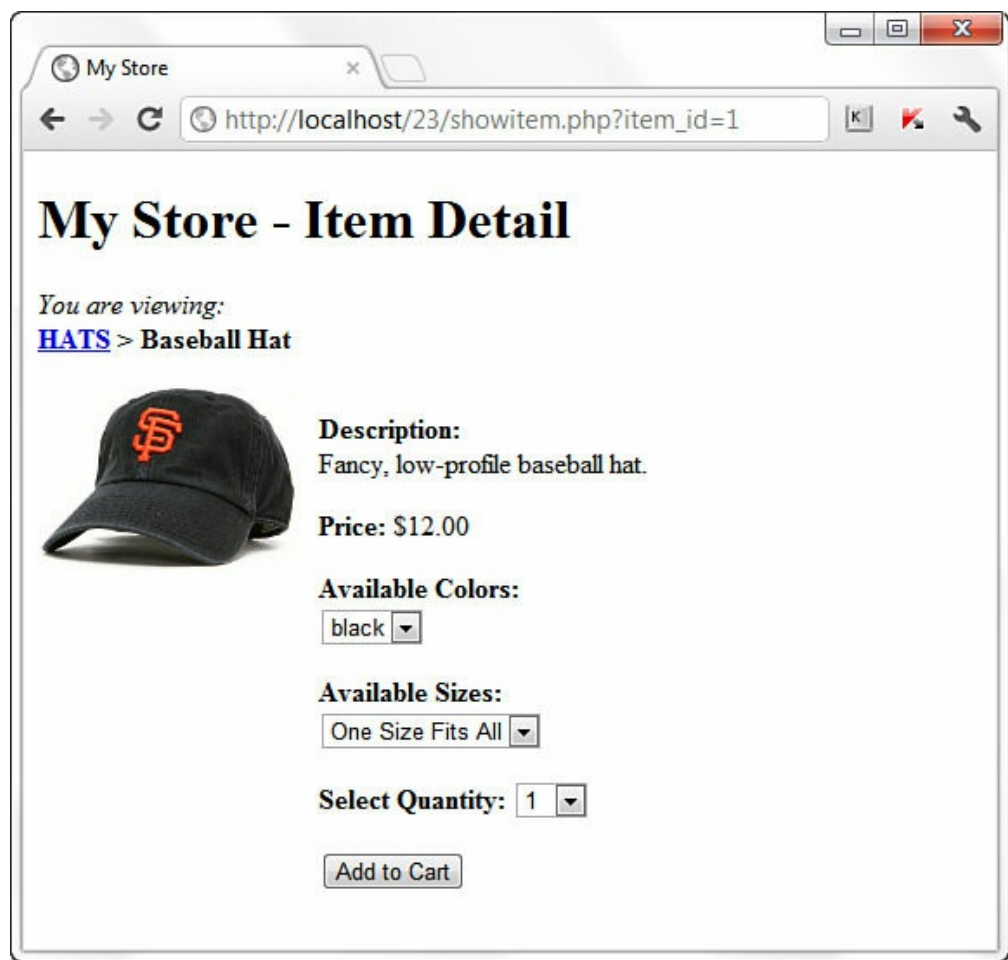 My Store
http://localhost/23/showitem.php?item_id=1
K
My Store - Item Detail
You are viewing:
HATS > Baseball Hat
SF
Description:
Fancy, low-profile baseball hat.
Price: $12.00
Available Colors:
black
Available Sizes:
One Size Fits All
Select Quantity: 1
Add to Cart